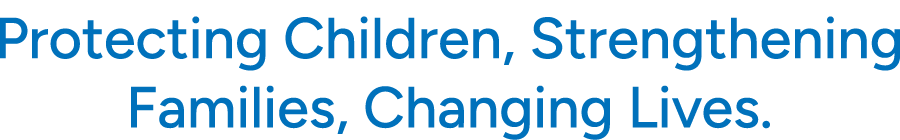 Protecting Children, Strengthening
Families, Changing Lives.